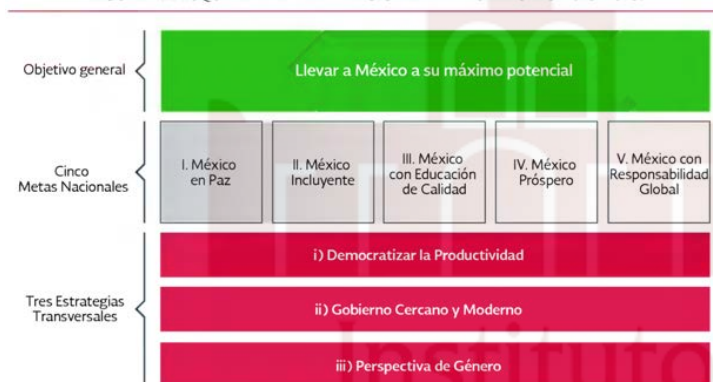 Objetivo general
Llevar a México a su máximo potencial
Cinco
Metas Nacionales
I. México
en Paz
II. México
Incluyente
III. México
con Educación
de Calidad
IV. México
Próspero
V. México con
Responsabilidad
Global
Tres Estrategias
Transversales
i) Democratizar la Productividad
ii) Gobierno Cercano y Moderno
iii) Perspectiva de Género
Instituto